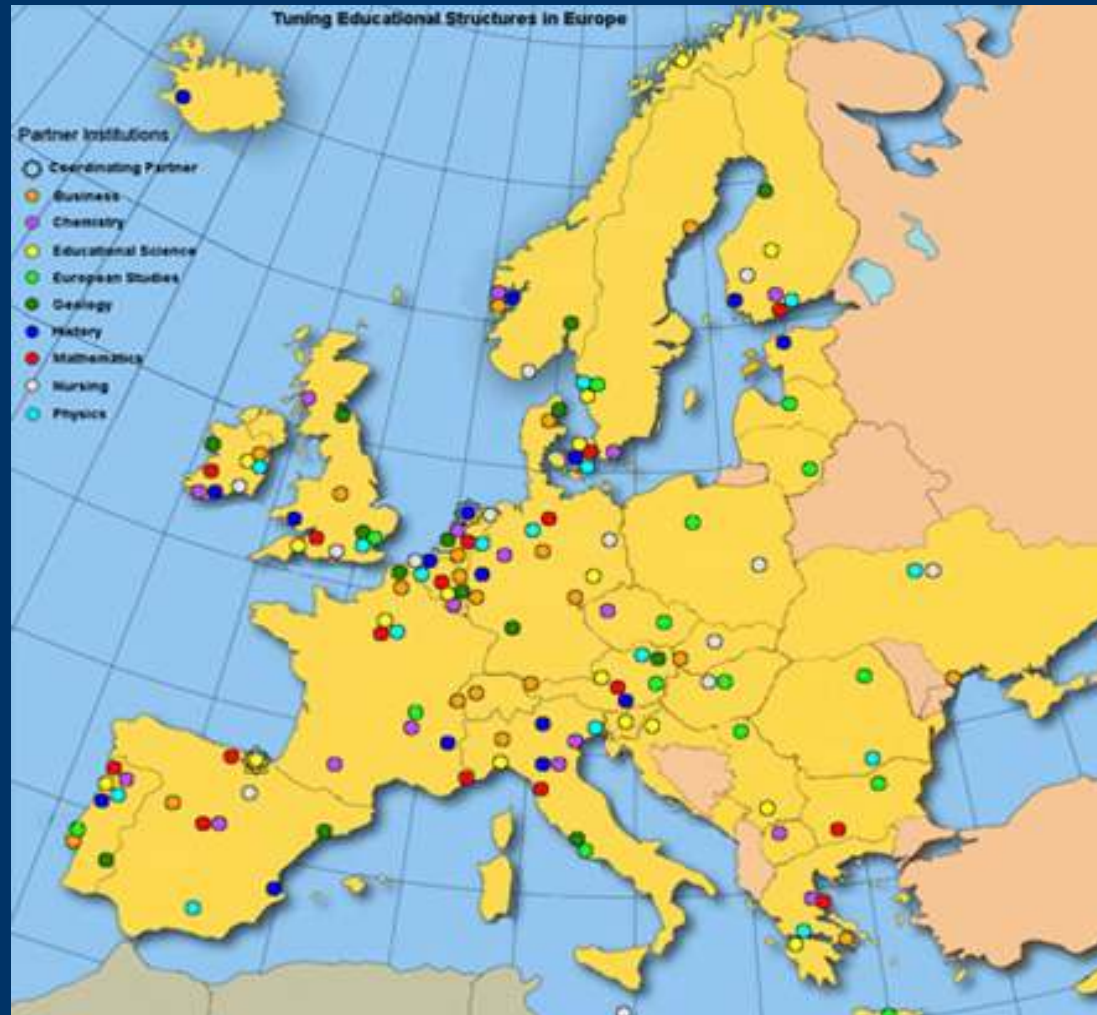 Tuning Educational Structures in Europe
Partner Institutions
Coordinating Partner
Business
Chemistry
Educational Science
European Studies
Geology
History
Mathematics
Nursing
Physics